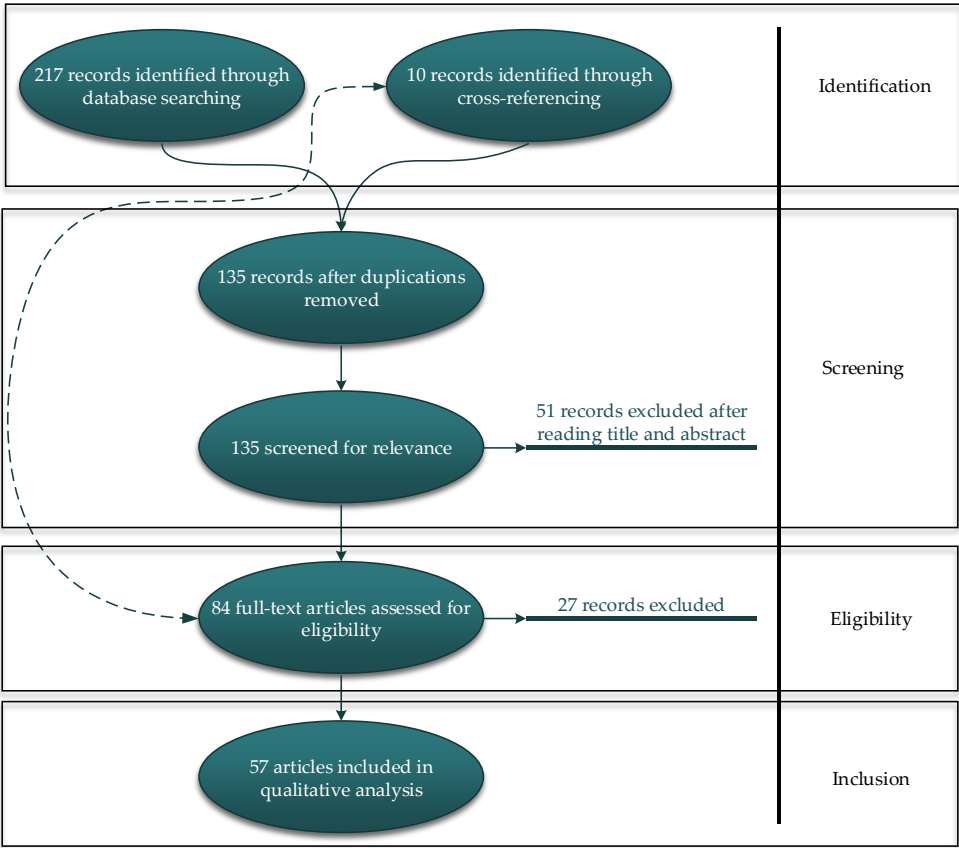 217 records identified through
database searching
10 records identified through
cross-referencing
Identification
135 records after duplications
removed
Screening
51 records excluded after
reading title and abstract
135 screened for relevance
84 full-text articles assessed for
eligibility
27 records excluded
Eligibility
57 articles included in
qualitative analysis
Inclusion